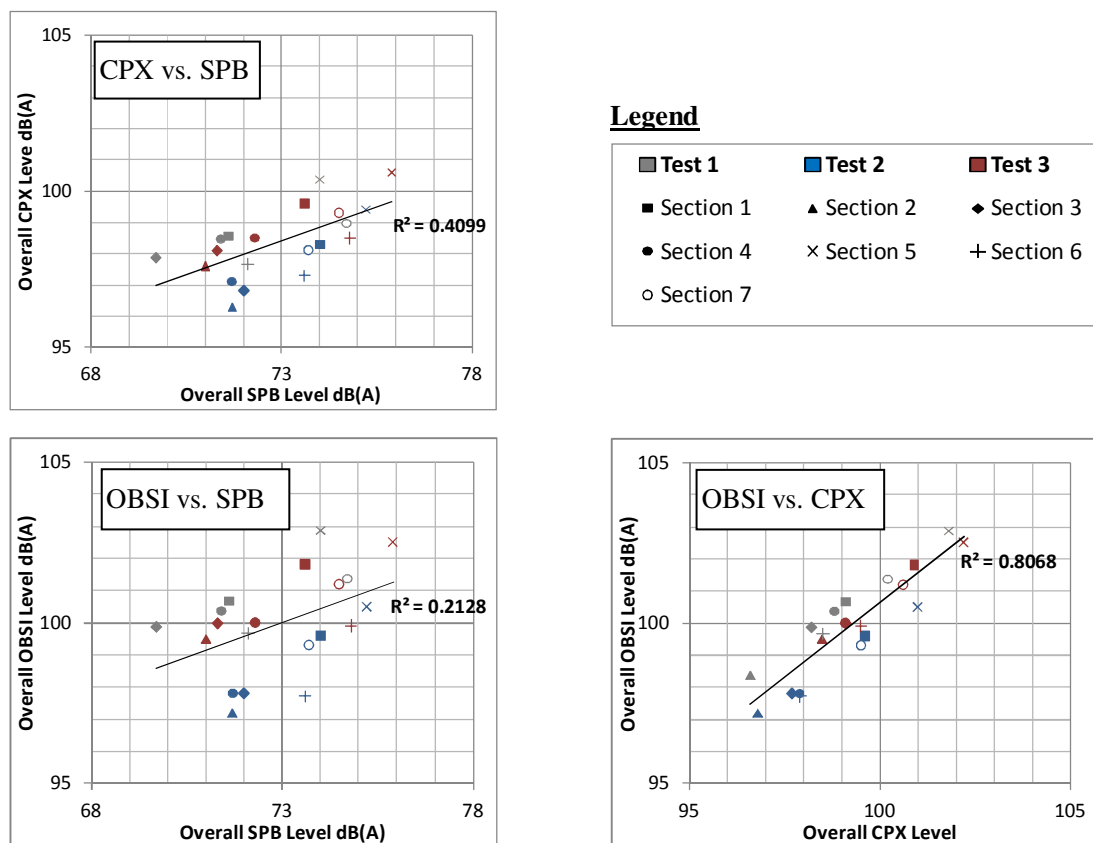 CPX vs. SPB
Overall CPX Leve dB(A)
105
100
95
R² = 0.4099
68
73
78
Overall SPB Level dB(A)
Legend
Test 1
Test 2
Test 3
Section 1
Section 2
Section 3
Section 4
Section 5
Section 6
Section 7
OBSI vs. SPB
Overall OBSI Level dB(A)
105
100
95
R² = 0.2128
68
73
78
Overall SPB Level dB(A)
OBSI vs. CPX
Overall OBSI Level dB(A)
105
100
95
R² = 0.8068
95
100
105
Overall CPX Level